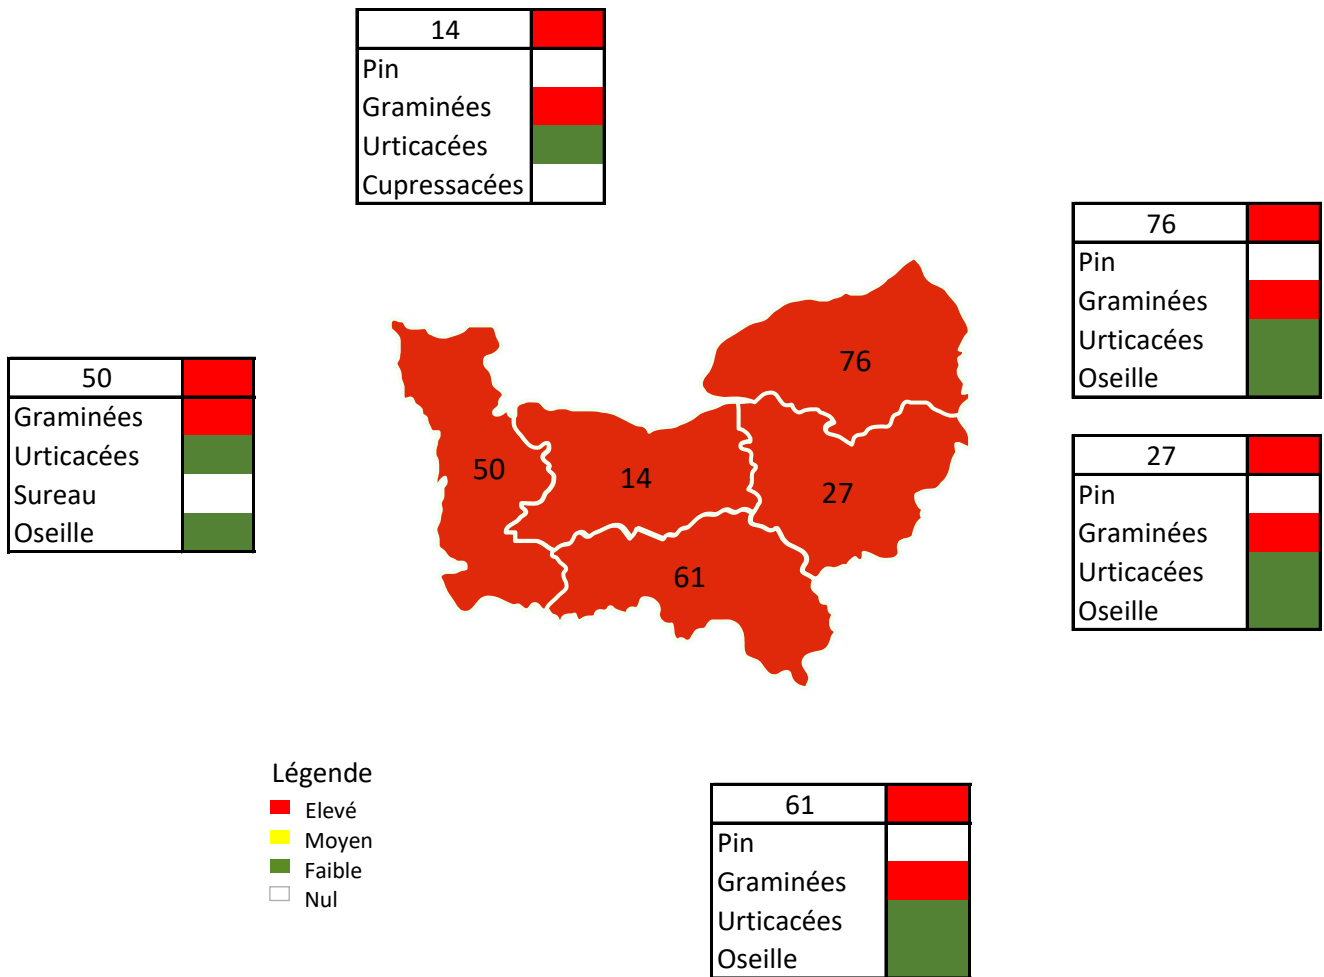 14
Pin
Graminées
Urticacées
Cupressacées
76
Pin
Graminées
Urticacées
Oseille
50
Graminées
Urticacées
Sureau
Oseille
27
Pin
Graminées
Urticacées
Oseille
76
50
14
27
61
Légende
Elevé
Moyen
Faible
Nul
61
Pin
Graminées
Urticacées
Oseille